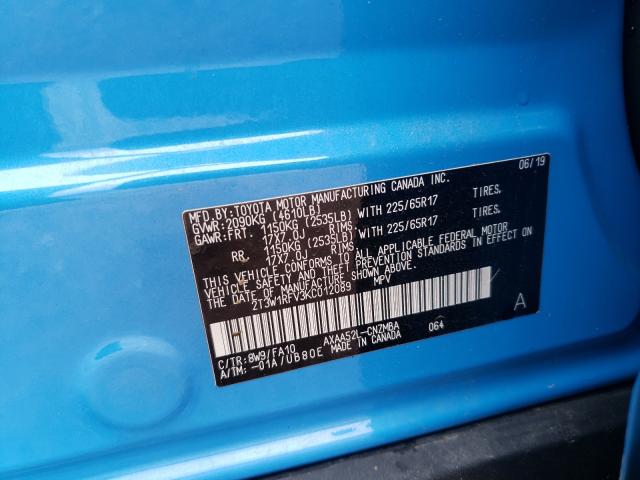 06/19
MFD.BY:TOYOTA MOTOR MANUFACTURING CANADA INC.
GVWR:2090KG (4610LB)
GAWR:FRT. 1150KG (2535LB) WITH 225/65R17 TIRES.
17X7.0J RIMS
RR. 1150KG (2535LB) WITH 225/65R17 TIRES.
17X7.0J RIMS
THIS VEHICLE CONFORMS TO ALL APPLICABLE FEDERAL MOTOR
VEHICLE SAFETY AND THEFT PREVENTION STANDARDS IN EFFECT ON
THE DATE OF MANUFACTURE SHOWN ABOVE.
2T3W1RFV3KC012089 MPV
A
C/TR:8W9/FA10 AXAA52L-CNZMBA 064
A/TM:-01A/UB80E MADE IN CANADA